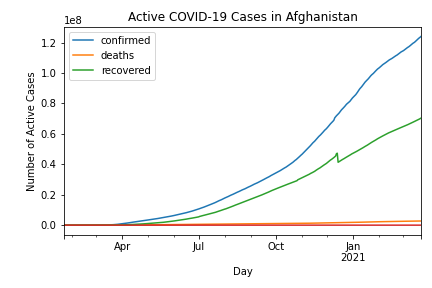 Active COVID-19 Cases in Afghanistan
1e8
confirmed
deaths
recovered
Number of Active Cases
1.2
1.0
0.8
0.6
0.4
0.2
0.0
Apr
Jul
Oct
Jan
2021
Day